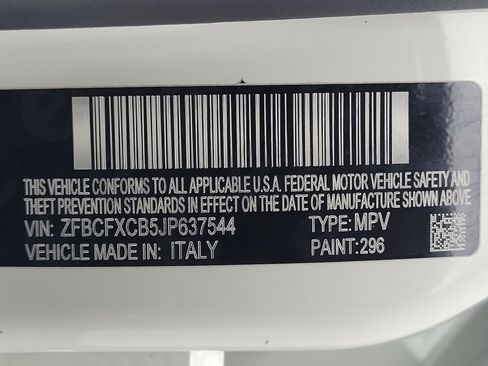 THIS VEHICLE CONFORMS TO ALL APPLICABLE U.S.A. FEDERAL MOTOR VEHICLE SAFETY AND
THEFT PREVENTION STANDARDS IN EFFECT ON THE DATE OF MANUFACTURE SHOWN ABOVE
VIN: ZFBCFXCB5JP637544 TYPE: MPV
VEHICLE MADE IN: ITALY PAINT: 296